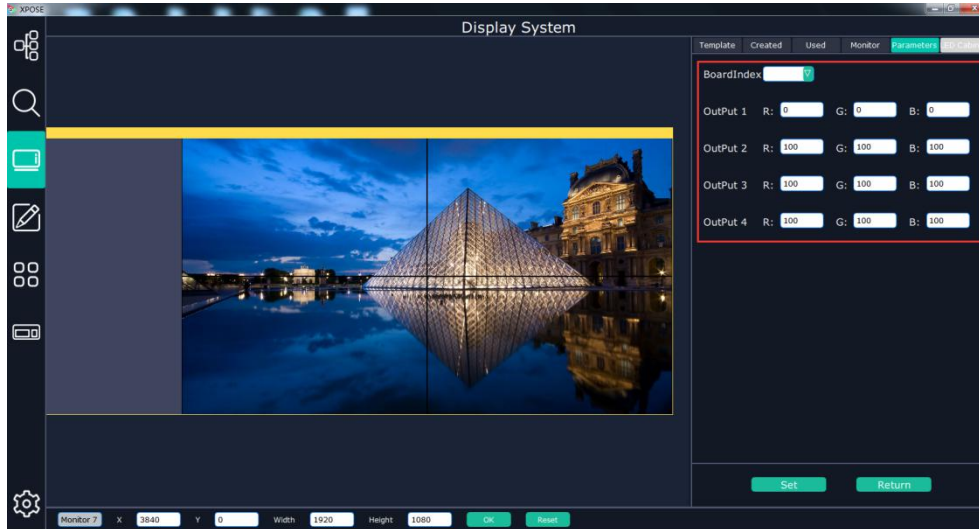 XPOSE
Display System
Template Created Used Monitor Parameters LED Cabin
BoardIndex
OutPut 1 R: 0 G: 0 B: 0
OutPut 2 R: 100 G: 100 B: 100
OutPut 3 R: 100 G: 100 B: 100
OutPut 4 R: 100 G: 100 B: 100
Set Return
Monitor 7 X 3840 Y 0 Width 1920 Height 1080 OK Reset